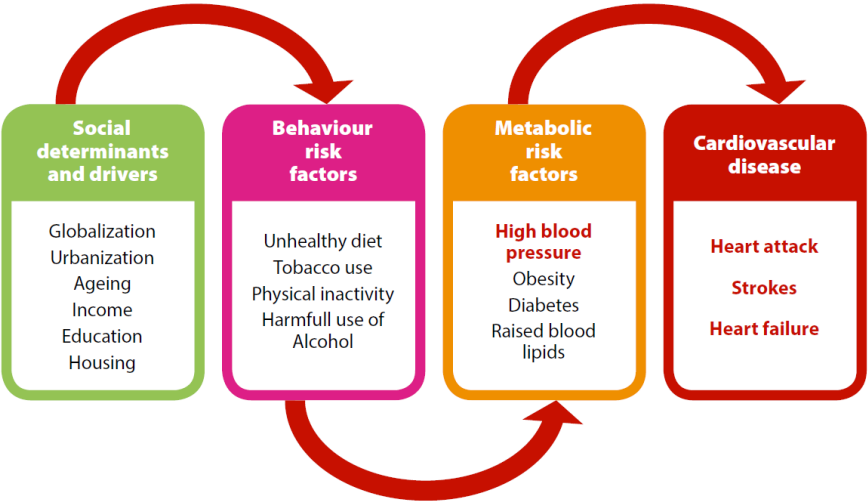 Social
determinants
and drivers
Globalization
Urbanization
Ageing
Income
Education
Housing
Behaviour
risk
factors
Unhealthy diet
Tobacco use
Physical inactivity
Harmfull use of
Alcohol
Metabolic
risk
factors
High blood
pressure
Obesity
Diabetes
Raised blood
lipids
Cardiovascular
disease
Heart attack
Strokes
Heart failure